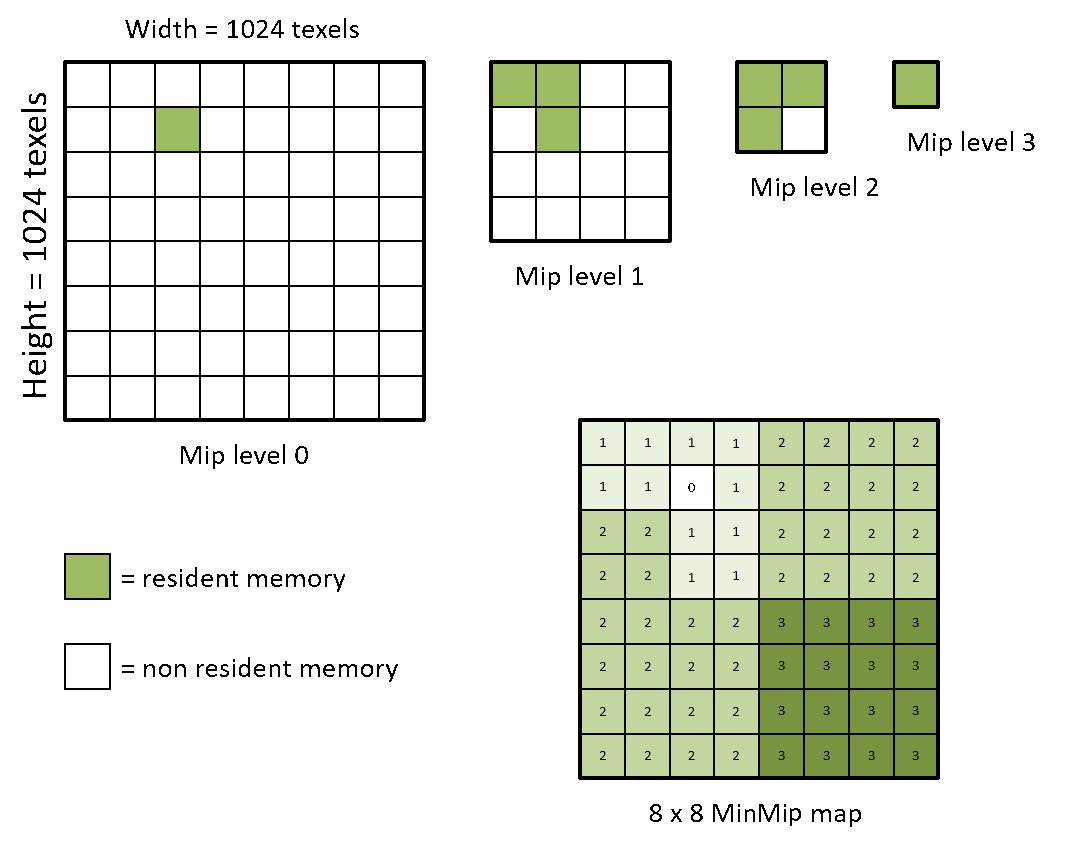 Width = 1024 texels
Height = 1024 texels
Mip level 0
Mip level 1
Mip level 2
Mip level 3
= resident memory
= non resident memory
1 1 1 1 2 2 2 2
1 1 0 1 2 2 2 2
2 2 1 1 2 2 2 2
2 2 1 1 2 2 2 2
2 2 2 2 3 3 3 3
2 2 2 2 3 3 3 3
2 2 2 2 3 3 3 3
2 2 2 2 3 3 3 3
8 x 8 MinMip map